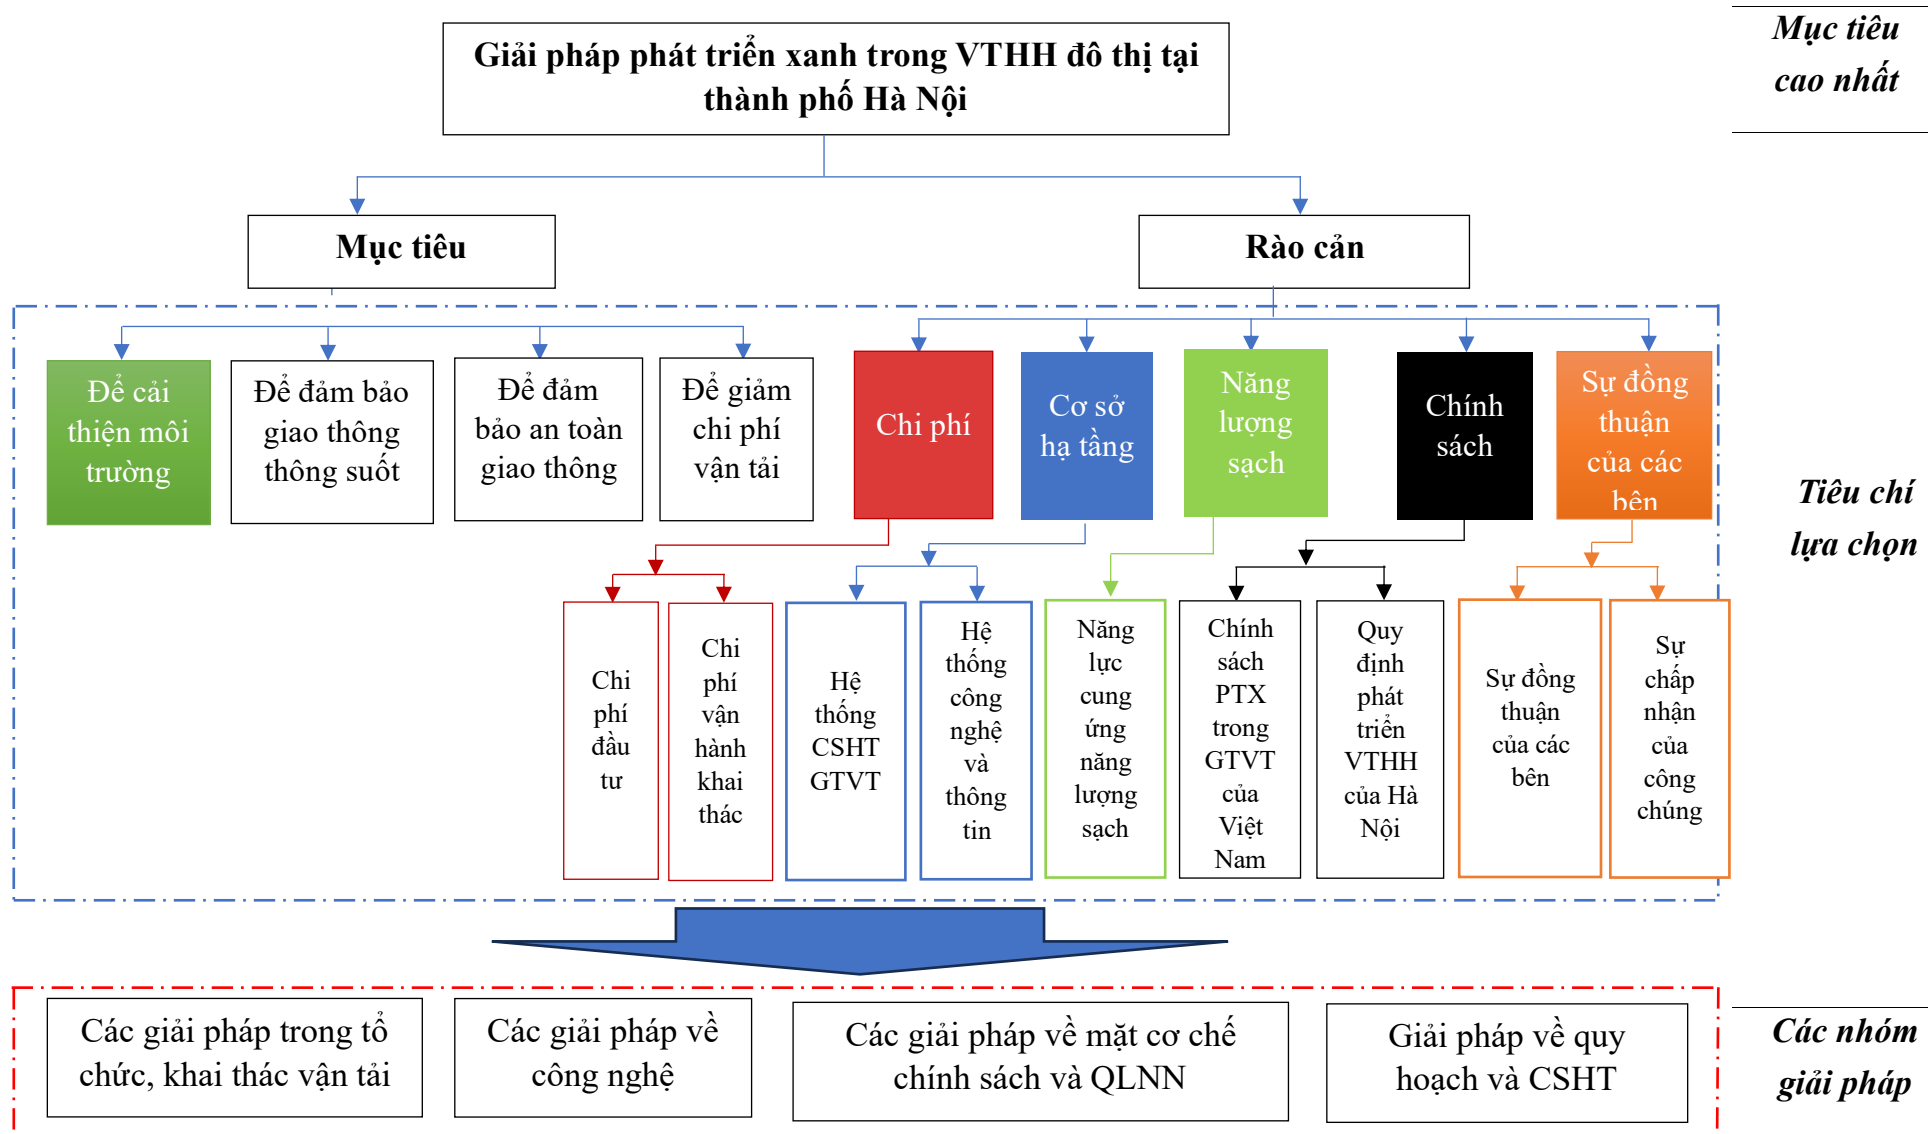 Giải pháp phát triển xanh trong VTHH đô thị tại
thành phố Hà Nội
Mục tiêu
cao nhất
Mục tiêu
Rào cản
Để cải
thiện môi
trường
Để đảm bảo
giao thông
thông suốt
Để đảm
bảo an toàn
giao thông
Để giảm
chi phí
vận tải
Chi phí
Cơ sở
hạ tầng
Năng
lượng
sạch
Chính
sách
Sự đồng
thuận
của các
bên
Tiêu chí
lựa chọn
Chi
phí
đầu
tư
Chi
phí
vận
hành
khai
thác
Hệ
thống
CSHT
GTVT
Hệ
thống
công
nghệ
và
thông
tin
Năng
lực
cung
ứng
năng
lượng
sạch
Chính
sách
PTX
trong
GTVT
của
Việt
Nam
Quy
định
phát
triển
VTHH
của Hà
Nội
Sự đồng
thuận
của các
bên
Sự
chấp
nhận
của
công
chúng
Các giải pháp trong tổ
chức, khai thác vận tải
Các giải pháp về
công nghệ
Các giải pháp về mặt cơ chế
chính sách và QLNN
Giải pháp về quy
hoạch và CSHT
Các nhóm
giải pháp